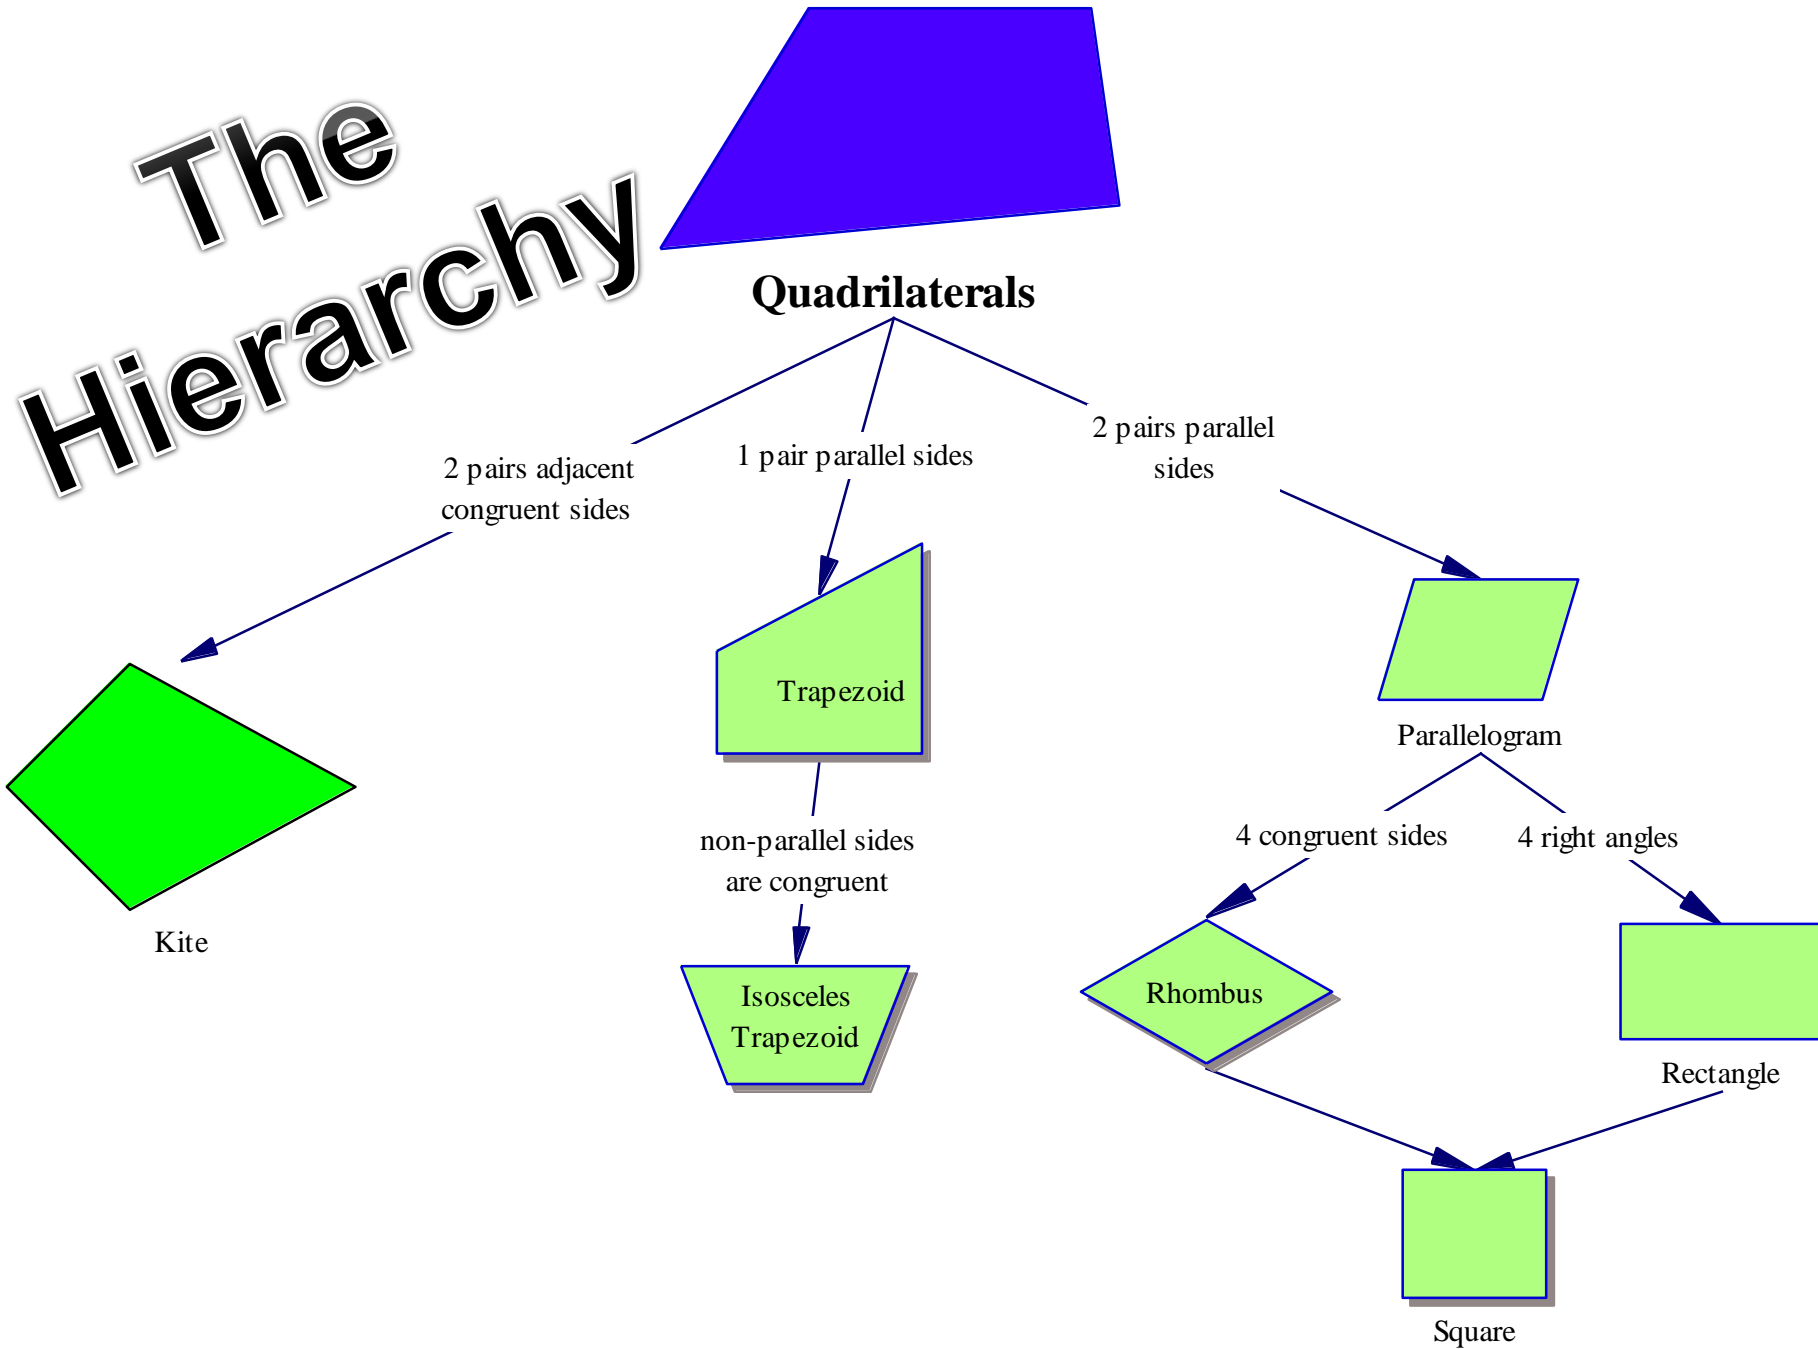 The
Hierarchy
Quadrilaterals
2 pairs adjacent
congruent sides
1 pair parallel sides
2 pairs parallel
sides
Trapezoid
Parallelogram
non-parallel sides
are congruent
4 congruent sides
4 right angles
Kite
Isosceles
Trapezoid
Rhombus
Rectangle
Square